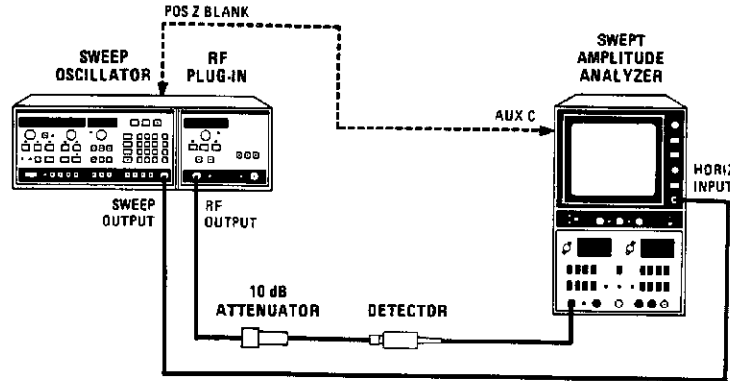 POS Z BLANK
SWEEP
OSCILLATOR
RF
PLUG-IN
SWEPT
AMPLITUDE
ANALYZER
AUX C
HORIZ
INPUT
SWEEP
OUTPUT
RF
OUTPUT
10 dB
ATTENUATOR
DETECTOR